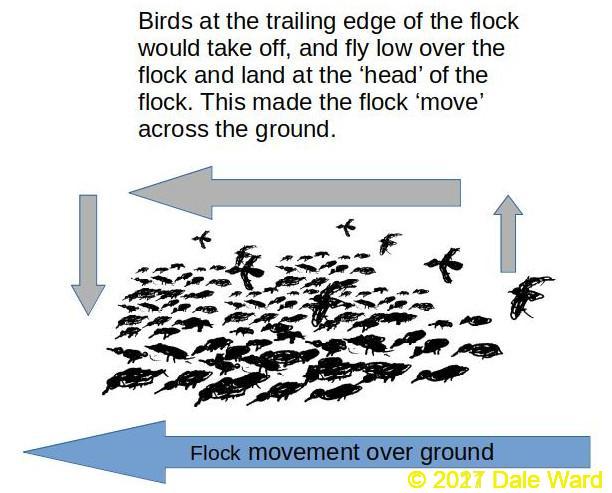 Birds at the trailing edge of the flock
would take off, and fly low over the
flock and land at the ‘head’ of the
flock. This made the flock ‘move’
across the ground.
Flock movement over ground
© Dale Ward